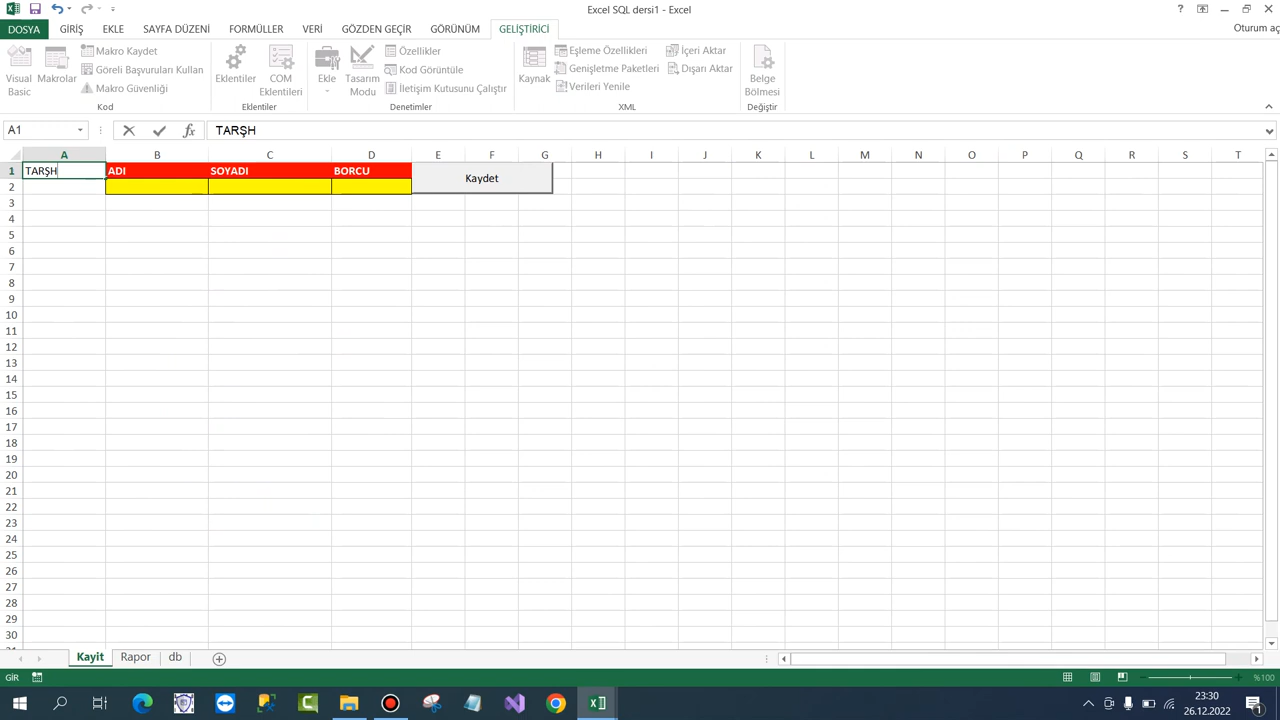 Excel SQL dersi1 - Excel
?
DOSYA GİRİŞ EKLE SAYFA DÜZENİ FORMÜLLER VERİ GÖZDEN GEÇİR GÖRÜNÜM GELİŞTİRİCİ
Oturum aç
Visual Basic
Makrolar
Makro Kaydet
Göreli Başvuruları Kullan
Makro Güvenliği
Kod
Eklentiler
COM Eklentileri
Eklentiler
Ekle
Tasarım Modu
Özellikler
Kod Görüntüle
İletişim Kutusunu Çalıştır
Denetimler
Kaynak
Eşleme Özellikleri
Genişletme Paketleri
Verileri Yenile
İçeri Aktar
Dışarı Aktar
XML
Belge Bölmesi
Değiştir
A1
fx
TARŞH
A B C D E F G H I J K L M N O P Q R S T
1 TARŞH ADI SOYADI BORCU
Kaydet
2
3
4
5
6
7
8
9
10
11
12
13
14
15
16
17
18
19
20
21
22
23
24
25
26
27
28
29
30
Kayit Rapor db
GİR
%100
23:30
26.12.2022
1